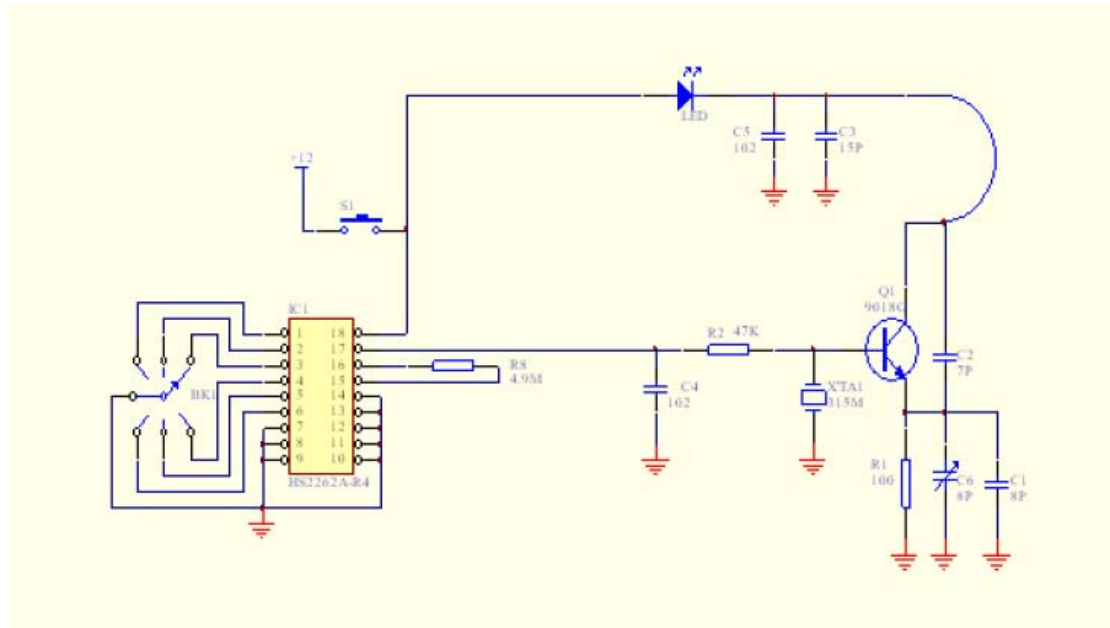 LED
C5
102
C3
15P
+12
S1
IC1
1 18
2 17
3 16
4 15
5 14
6 13
7 12
8 11
9 10
HS2262A-R4
BK1
R8
4.9M
R2 47K
C4
102
Q1
9018G
XTA1
315M
C2
7P
R1
100
C6
8P
C1
8P